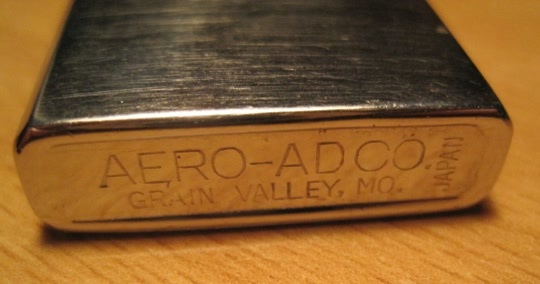 AERO-AD CO.
GRAIN VALLEY, MO.
JAPAN